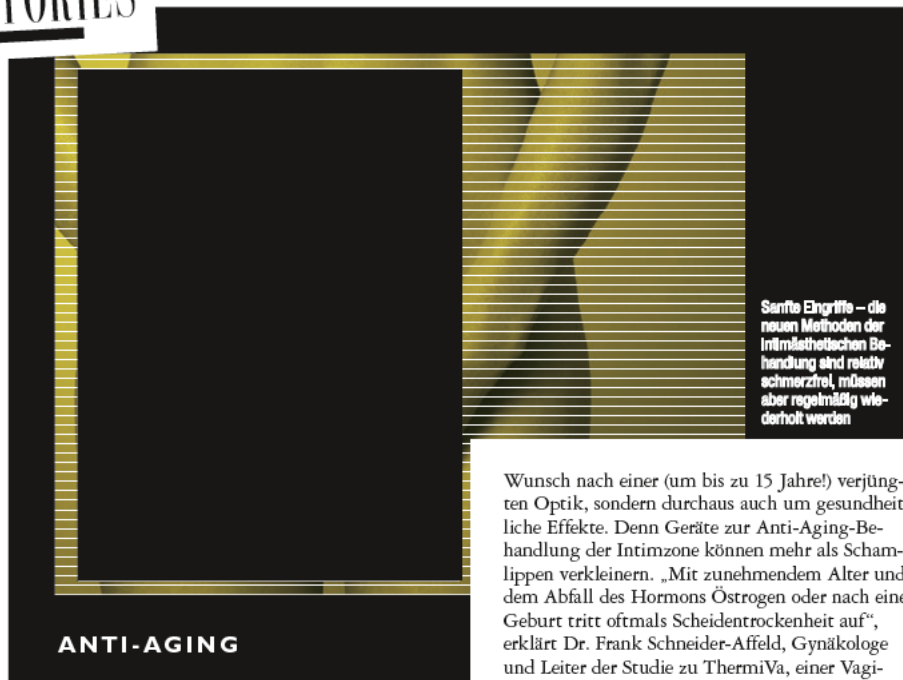 TORIES
Sanfte Eingriffe – die
neuen Methoden der
Intimästhetischen Be-
handlung sind relativ
schmerzfrei, müssen
aber regelmäßig wie-
derholt werden
Wunsch nach einer (um bis zu 15 Jahre!) verjüng-
ten Optik, sondern durchaus auch um gesundheit
liche Effekte. Denn Geräte zur Anti-Aging-Be-
handlung der Intimzone können mehr als Scham-
lippen verkleinern. „Mit zunehmendem Alter und
dem Abfall des Hormons Östrogen oder nach eine
Geburt tritt oftmals Scheidentrockenheit auf“,
erklärt Dr. Frank Schneider-Affeld, Gynäkologe
und Leiter der Studie zu ThermiVa, einer Vagi-
ANTI-AGING